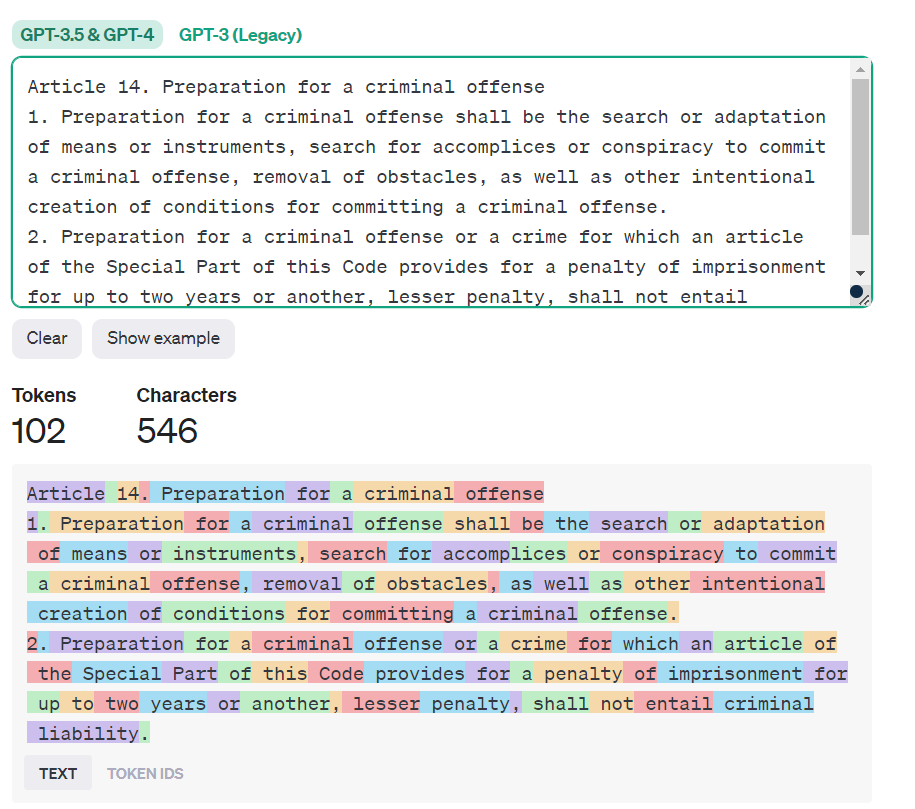 GPT-3.5 & GPT-4 GPT-3 (Legacy)
Article 14. Preparation for a criminal offense
1. Preparation for a criminal offense shall be the search or adaptation
of means or instruments, search for accomplices or conspiracy to commit
a criminal offense, removal of obstacles, as well as other intentional
creation of conditions for committing a criminal offense.
2. Preparation for a criminal offense or a crime for which an article
of the Special Part of this Code provides for a penalty of imprisonment
for up to two years or another, lesser penalty, shall not entail
Clear Show example
Tokens Characters
102 546
Article 14. Preparation for a criminal offense
1. Preparation for a criminal offense shall be the search or adaptation
of means or instruments, search for accomplices or conspiracy to commit
a criminal offense, removal of obstacles, as well as other intentional
creation of conditions for committing a criminal offense.
2. Preparation for a criminal offense or a crime for which an article of
the Special Part of this Code provides for a penalty of imprisonment for
up to two years or another, lesser penalty, shall not entail criminal
liability.
TEXT TOKEN IDS